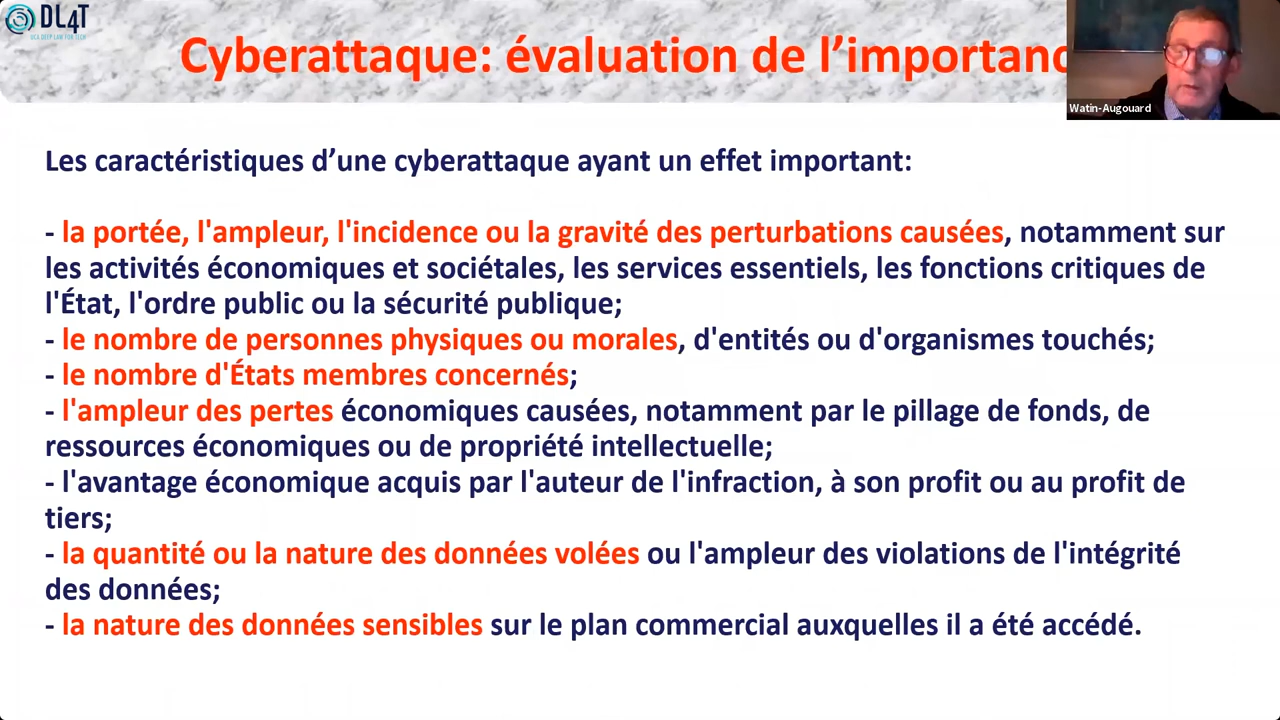 DL4T
UCA DEEP LAW FOR TECH
Cyberattaque: évaluation de l’importanc
Watin-Augouard
Les caractéristiques d’une cyberattaque ayant un effet important:
- la portée, l'ampleur, l'incidence ou la gravité des perturbations causées, notamment sur
les activités économiques et sociétales, les services essentiels, les fonctions critiques de
l'État, l'ordre public ou la sécurité publique;
- le nombre de personnes physiques ou morales, d'entités ou d'organismes touchés;
- le nombre d'États membres concernés;
- l'ampleur des pertes économiques causées, notamment par le pillage de fonds, de
ressources économiques ou de propriété intellectuelle;
- l'avantage économique acquis par l'auteur de l'infraction, à son profit ou au profit de
tiers;
- la quantité ou la nature des données volées ou l'ampleur des violations de l'intégrité
des données;
- la nature des données sensibles sur le plan commercial auxquelles il a été accédé.